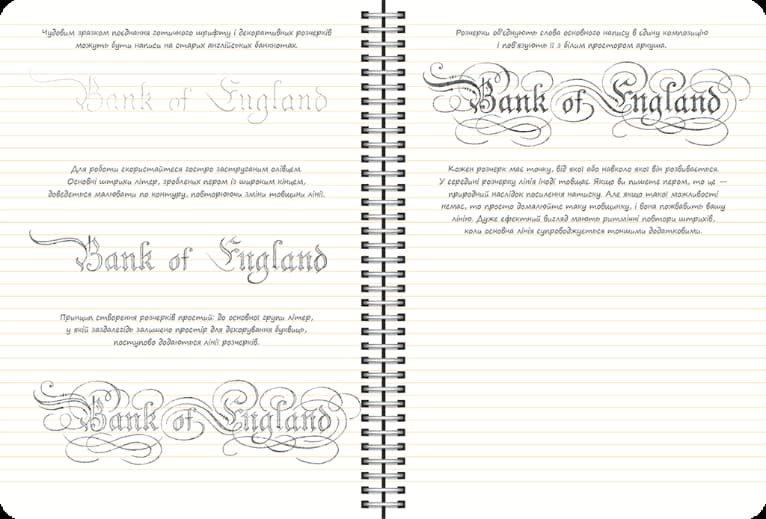 Чудовим зразком поєднання готичного шрифту і декоративних розчерків
можуть бути написи на старих англійських банкнотах.
Bank of England
Для роботи скористайтеся гостро заструганим олівцем.
Основні штрихи літер, зроблених пером із широким кінцем,
доведеться малювати по контуру, повторюючи зміни товщини лінії.
Bank of England
Принцип створення розчерків простий: до основної групи літер,
у якій заздалегідь залишено простір для декорування буквиць,
поступово додаються лінії розчерків.
Bank of England
Розчерки об'єднують слова основного напису в єдину композицію
і пов'язують її з білим простором аркуша.
Bank of England
Кожен розчерк має точку, від якої або навколо якої він розвивається.
У середині розчерку лінія іноді товщає. Якщо ви пишете пером, то це —
природний наслідок посилення натиску. Але якщо такої можливості
немає, то просто домалюйте таку товщинку, і вона пожвавить вашу
лінію. Дуже ефектний вигляд мають ритмічні повтори штрихів,
коли основна лінія супроводжується тоншими додатковими.